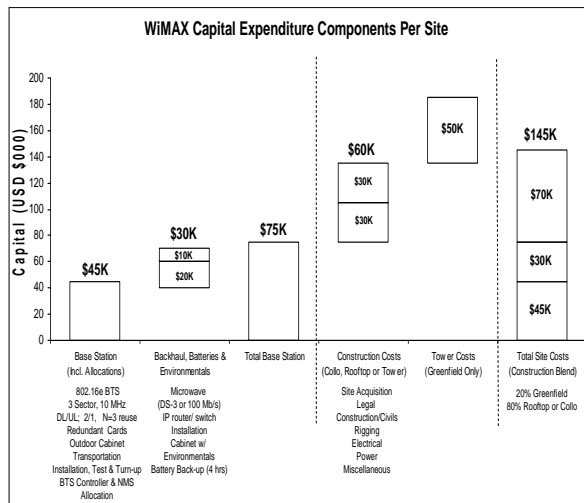 WiMAX Capital Expenditure Components Per Site
Capital (USD $000)
200
180
160
140
120
100
80
60
40
20
0
$45K
$30K
$10K
$20K
$75K
$60K
$30K
$30K
$50K
$145K
$70K
$30K
$45K
Base Station
(Incl. Allocations)
802.16e BTS
3 Sector, 10 MHz
DL/UL; 2/1, N=3 reuse
Redundant Cards
Outdoor Cabinet
Transportation
Installation, Test & Turn-up
BTS Controller & NMS
Allocation
Backhaul, Batteries &
Environmentals
Microwave
(DS-3 or 100 Mb/s)
IP router/ switch
Installation
Cabinet w/
Environmentals
Battery Back-up (4 hrs)
Total Base Station
Construction Costs
(Collo, Rooftop or Tower)
Site Acquisition
Legal
Construction/Civils
Rigging
Electrical
Power
Miscellaneous
Tower Costs
(Greenfield Only)
Total Site Costs
(Construction Blend)
20% Greenfield
80% Rooftop or Collo